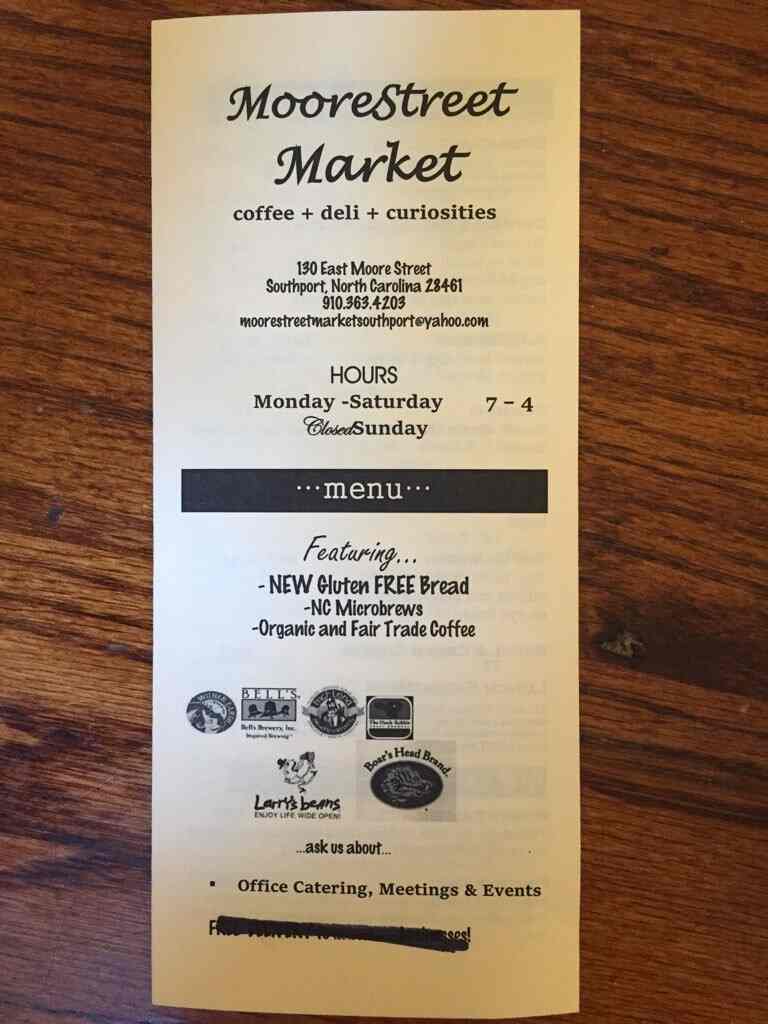 MooreStreet
Market
coffee + deli + curiosities
130 East Moore Street
Southport, North Carolina 28461
910.363.4203
moorestreetmarketsouthport@yahoo.com
HOURS
Monday -Saturday 7 – 4
ClosedSunday
...menu...
Featuring...
- NEW Gluten FREE Bread
-NC Microbrews
-Organic and Fair Trade Coffee
BELL'S
Bell's Brewery, Inc.
Inspired Brewing™
Boar's Head Brand
Larry's beans
ENJOY LIFE, WIDE OPEN!
...ask us about...
▪ Office Catering, Meetings & Events